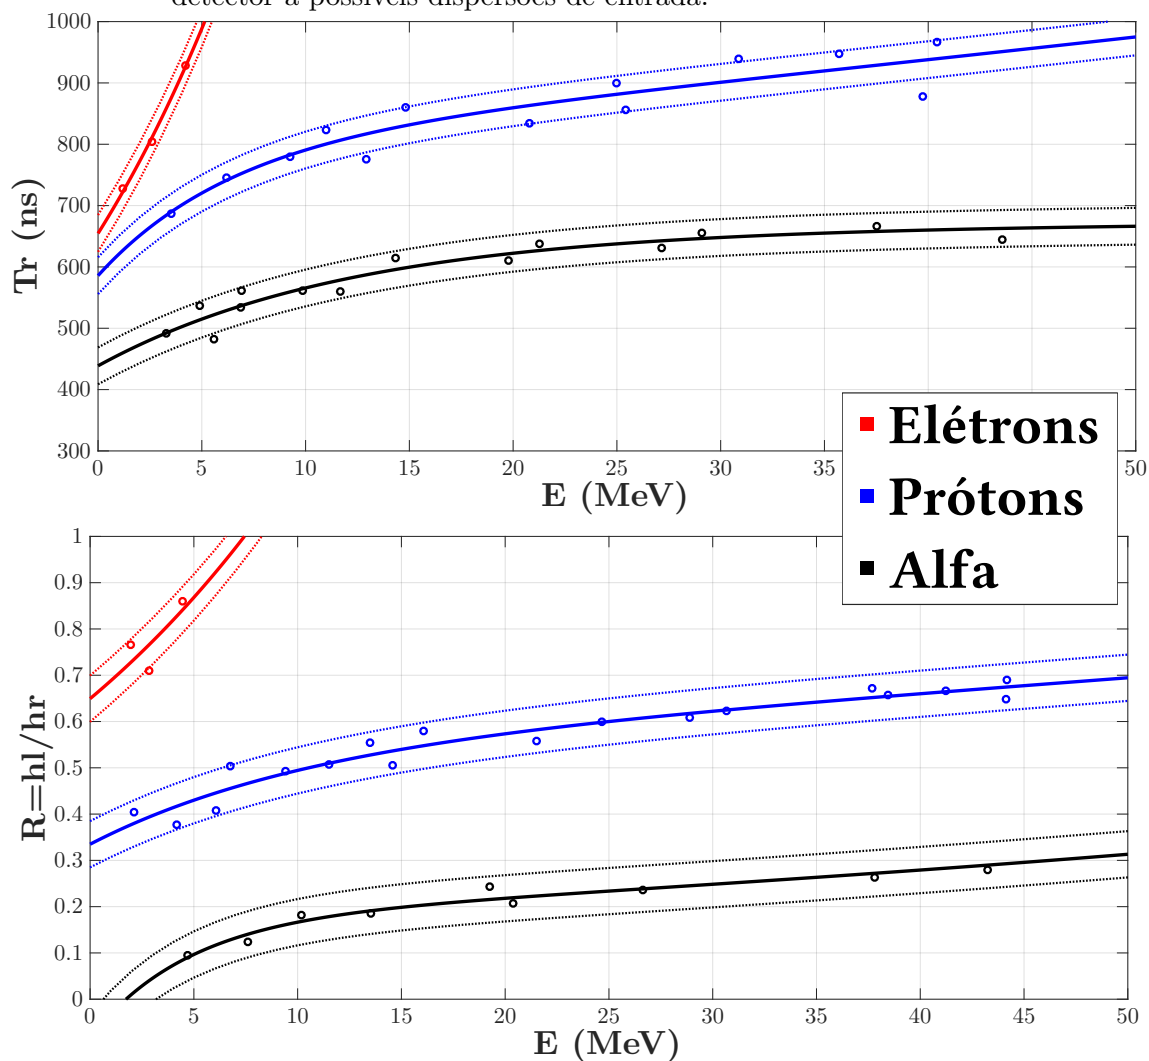 detector a possíveis dispersões de entrada.
1000
900
800
700
600
500
400
300
Tr (ns)
0 5 10 15 20 25 30 35 50
E (MeV)
Elétrons
Prótons
Alfa
1
0.9
0.8
0.7
0.6
0.5
0.4
0.3
0.2
0.1
0
R=hl/hr
0 5 10 15 20 25 30 35 40 45 50
E (MeV)